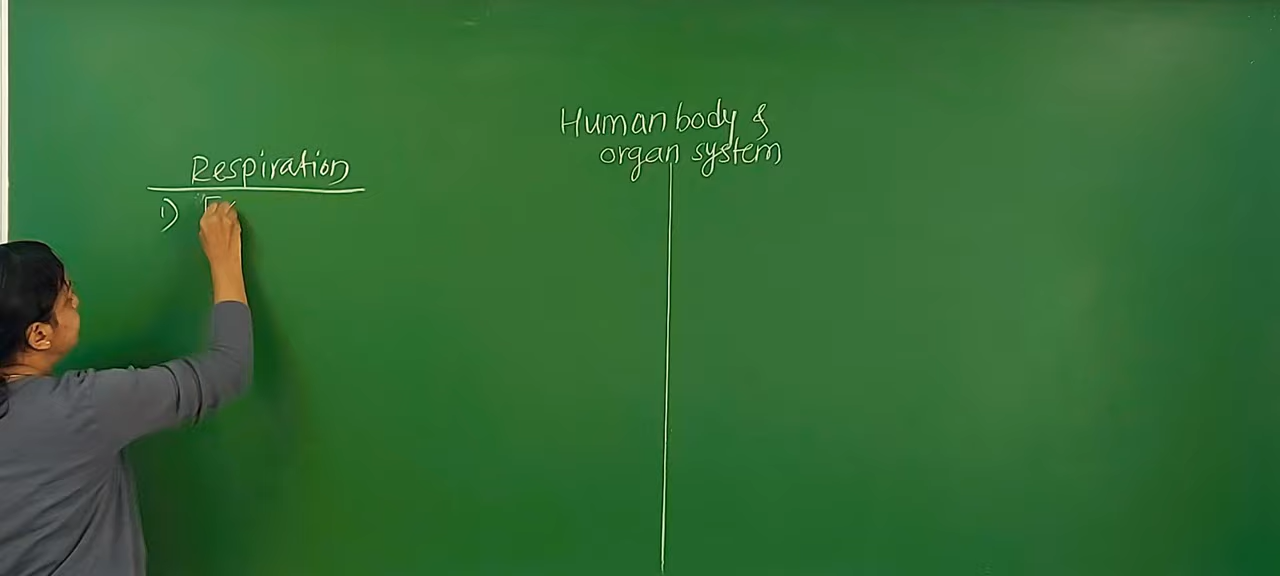 Human body &
organ system
Respiration
1)